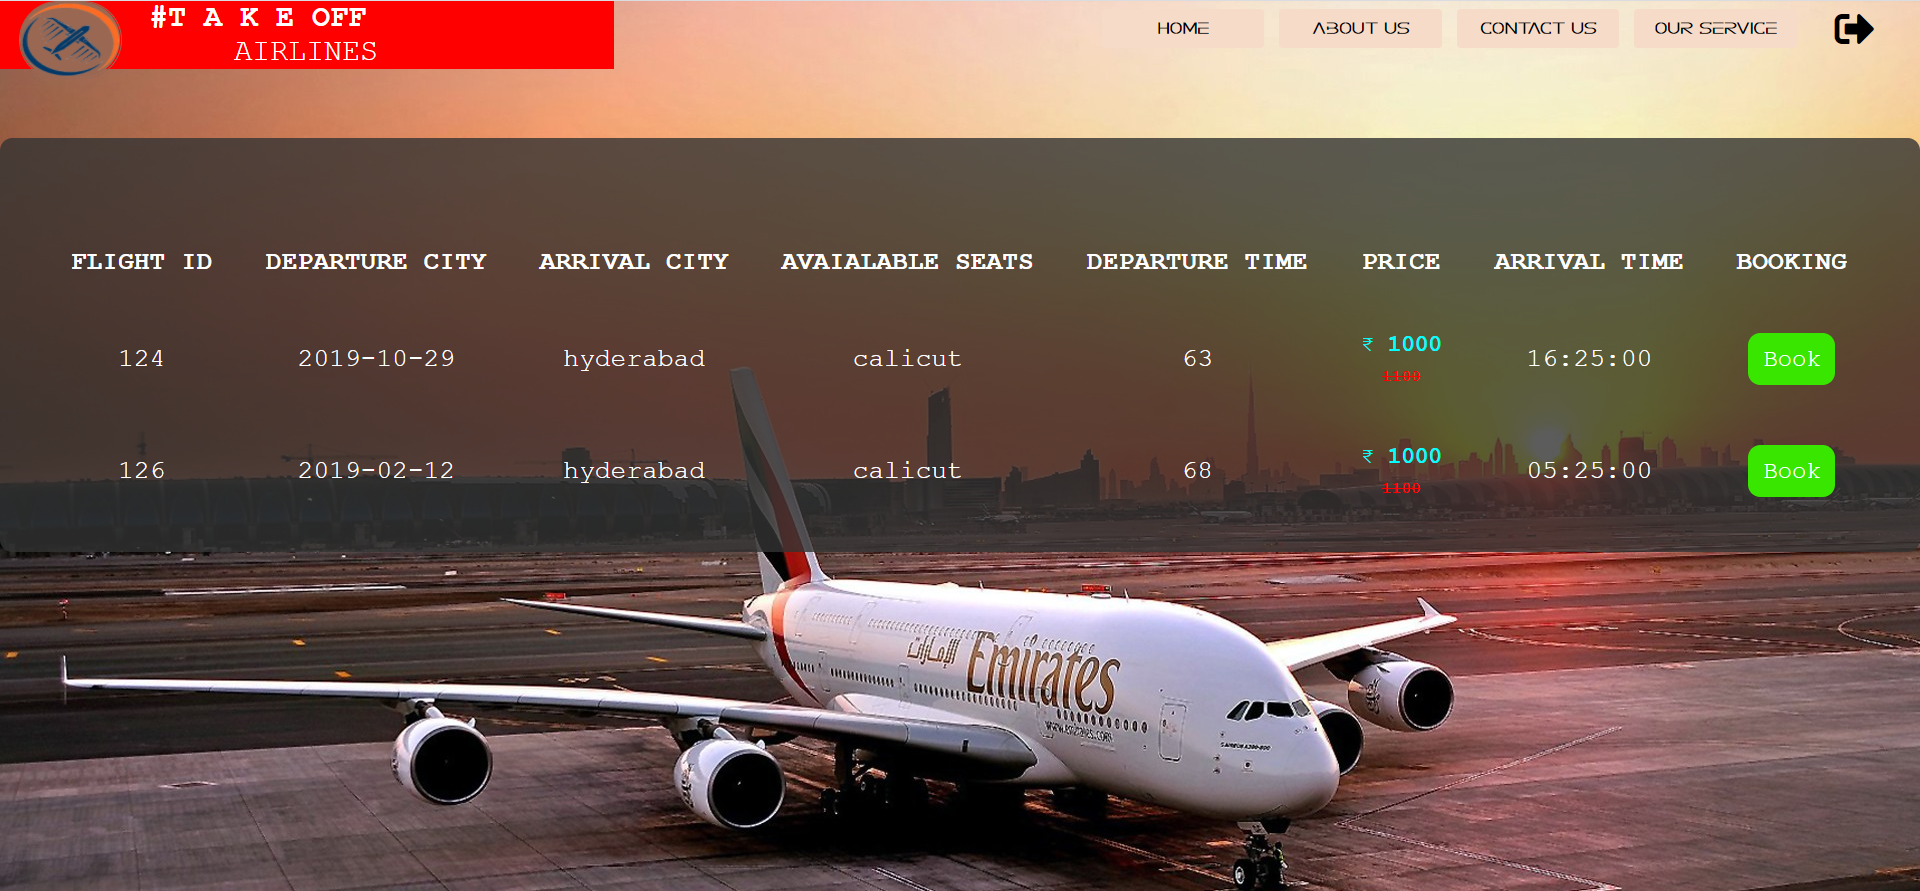 #T A K E OFF
AIRLINES
HOME
ABOUT US
CONTACT US
OUR SERVICE
FLIGHT ID DEPARTURE CITY ARRIVAL CITY AVAIALABLE SEATS DEPARTURE TIME PRICE ARRIVAL TIME BOOKING
124 2019-10-29 hyderabad calicut 63 ₹ 1000 16:25:00 Book
1100
126 2019-02-12 hyderabad calicut 68 ₹ 1000 05:25:00 Book
1100
الإمارات Emirates
www.emirates.com